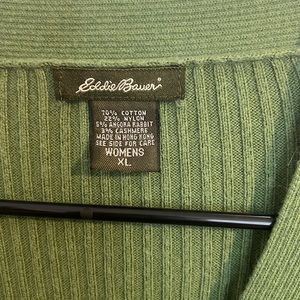 Eddie Bauer
70% COTTON
22% NYLON
5% ANGORA RABBIT
3% CASHMERE
MADE IN HONG KONG
SEE SIDE FOR CARE
WOMENS
XL